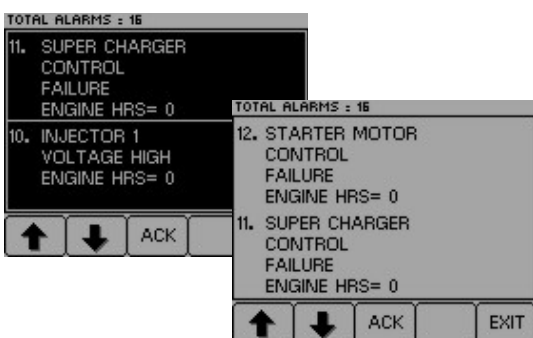 TOTAL ALARMS : 16
11. SUPER CHARGER
CONTROL
FAILURE
ENGINE HRS= 0
10. INJECTOR 1
VOLTAGE HIGH
ENGINE HRS= 0
ACK
TOTAL ALARMS : 16
12. STARTER MOTOR
CONTROL
FAILURE
ENGINE HRS= 0
11. SUPER CHARGER
CONTROL
FAILURE
ENGINE HRS= 0
ACK EXIT